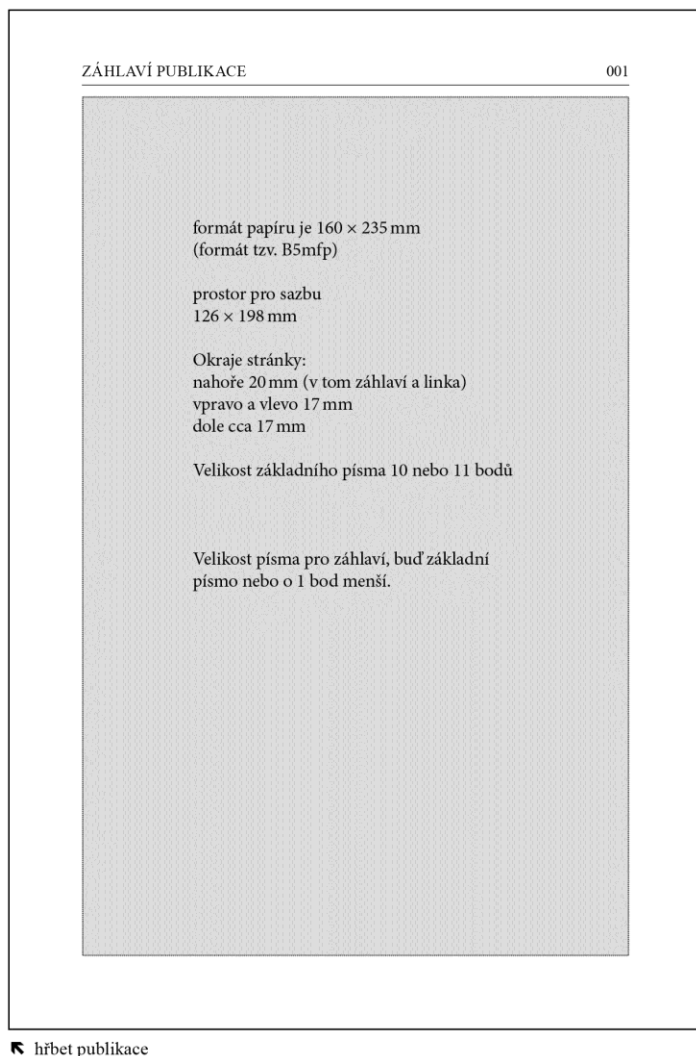 ZÁHLAVÍ PUBLIKACE 001
formát papíru je 160 × 235 mm
(formát tzv. B5mfp)
prostor pro sazbu
126 × 198 mm
Okraje stránky:
nahoře 20 mm (v tom záhlaví a linka)
vpravo a vlevo 17 mm
dole cca 17 mm
Velikost základního písma 10 nebo 11 bodů
Velikost písma pro záhlaví, buď základní
písmo nebo o 1 bod menší.
hřbet publikace